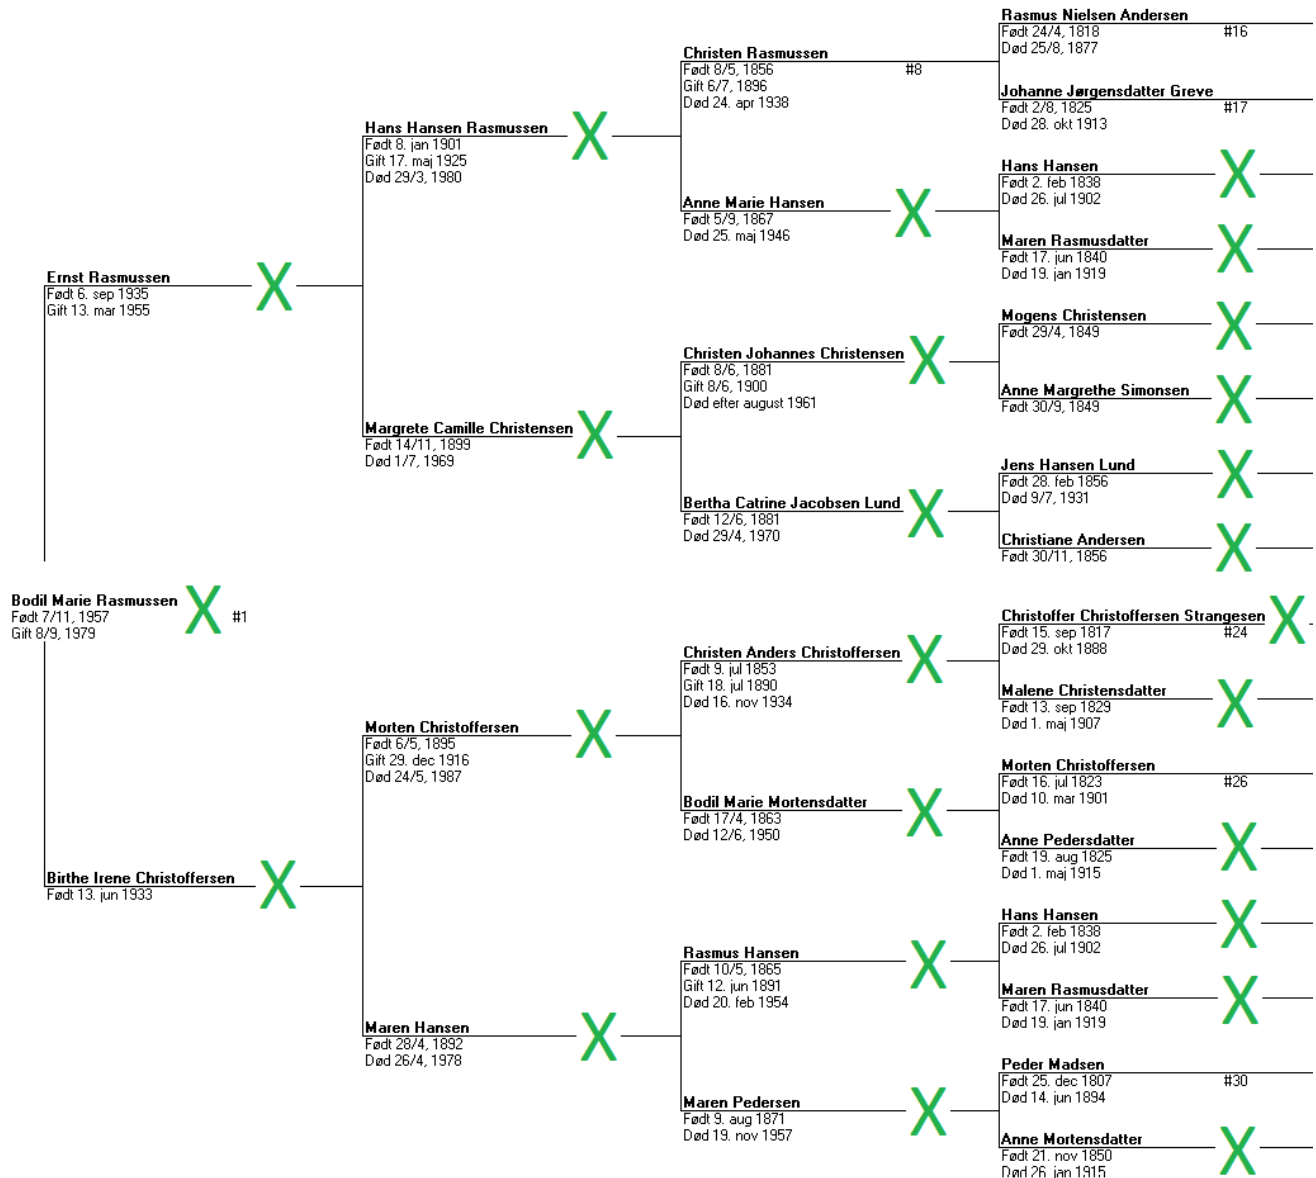 Rasmus Nielsen Andersen
Født 24/4, 1818 #16
Død 25/8, 1877
Christen Rasmussen
Født 8/5, 1856 #8
Gift 6/7, 1896
Død 24. apr 1938
Johanne Jørgensdatter Greve
Født 2/8, 1825 #17
Død 28. okt 1913
Hans Hansen Rasmussen
Født 8. jan 1901
Gift 17. maj 1925
Død 29/3, 1980
X
Hans Hansen
Født 2. feb 1838
Død 26. jul 1902
X
Anne Marie Hansen
Født 5/9, 1867
Død 25. maj 1946
X
Maren Rasmusdatter
Født 17. jun 1840
Død 19. jan 1919
X
Ernst Rasmussen
Født 6. sep 1935
Gift 13. mar 1955
X
Mogens Christensen
Født 29/4, 1849
X
Christen Johannes Christensen
Født 8/6, 1881
Gift 8/6, 1900
Død efter august 1961
X
Anne Margrethe Simonsen
Født 30/9, 1849
X
Margrete Camille Christensen
Født 14/11, 1899
Død 1/7, 1969
X
Jens Hansen Lund
Født 28. feb 1856
Død 9/7, 1931
X
Bertha Catrine Jacobsen Lund
Født 12/6, 1881
Død 29/4, 1970
X
Christiane Andersen
Født 30/11, 1856
X
Bodil Marie Rasmussen
Født 7/11, 1957 #1
Gift 8/9, 1979
X
Christoffer Christoffersen Strangesen
Født 15. sep 1817 #24
Død 29. okt 1888
X
Christen Anders Christoffersen
Født 9. jul 1853
Gift 18. jul 1890
Død 16. nov 1934
X
Malene Christensdatter
Født 13. sep 1829
Død 1. maj 1907
X
Morten Christoffersen
Født 6/5, 1895
Gift 29. dec 1916
Død 24/5, 1987
X
Morten Christoffersen
Født 16. jul 1823 #26
Død 10. mar 1901
Bodil Marie Mortensdatter
Født 17/4, 1863
Død 12/6, 1950
X
Anne Pedersdatter
Født 19. aug 1825
Død 1. maj 1915
X
Birthe Irene Christoffersen
Født 13. jun 1933
X
Hans Hansen
Født 2. feb 1838
Død 26. jul 1902
X
Rasmus Hansen
Født 10/5, 1865
Gift 12. jun 1891
Død 20. feb 1954
X
Maren Rasmusdatter
Født 17. jun 1840
Død 19. jan 1919
X
Maren Hansen
Født 28/4, 1892
Død 26/4, 1978
X
Peder Madsen
Født 25. dec 1807 #30
Død 14. jun 1894
Maren Pedersen
Født 9. aug 1871
Død 19. nov 1957
X
Anne Mortensdatter
Født 21. nov 1850
Død 26. jan 1915
X